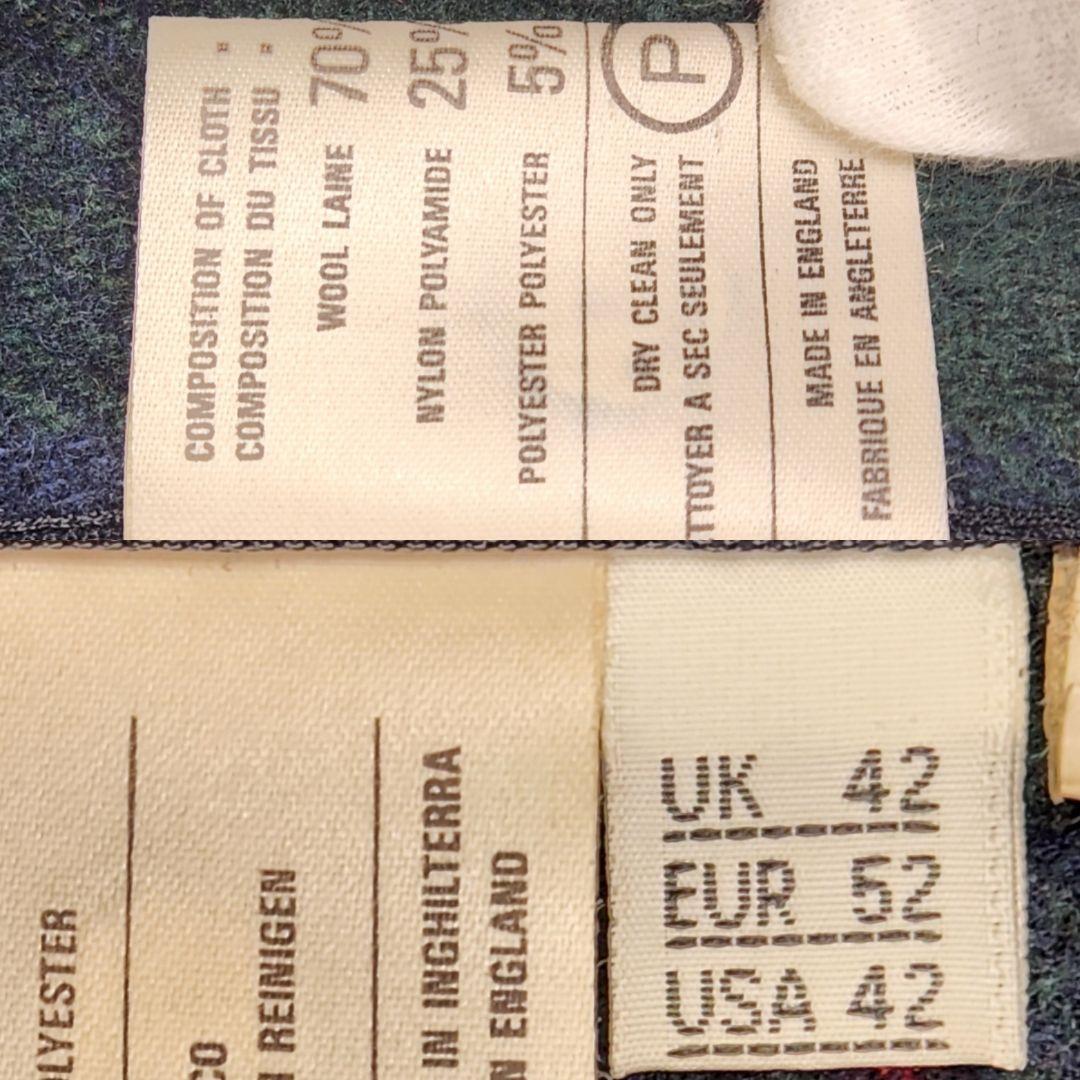 COMPOSITION OF CLOTH :
COMPOSITION DU TISSU :
WOOL LAINE 70%
NYLON POLYAMIDE 25%
POLYESTER POLYESTER 5%
P
DRY CLEAN ONLY
TTOYER A SEC SEULEMENT
MADE IN ENGLAND
FABRIQUE EN ANGLETERRE
OLYESTER
CO
REINIGEN
IN INGHILTERRA
N ENGLAND
UK 42
EUR 52
USA 42